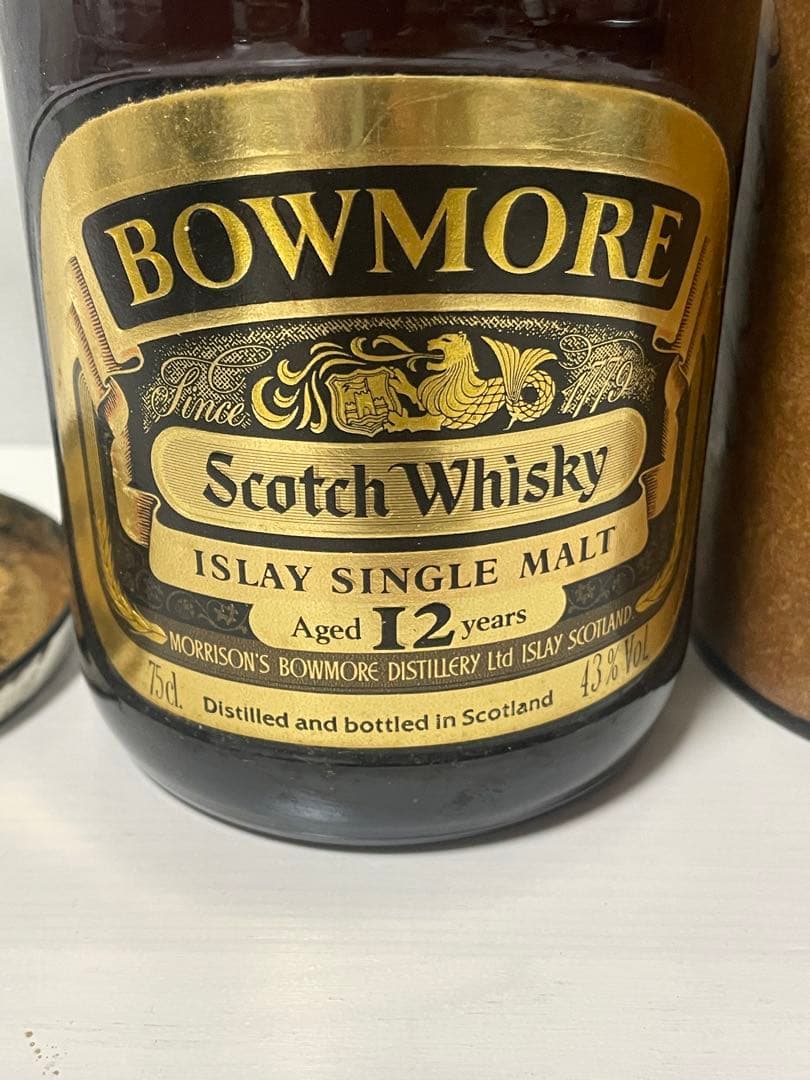 BOWMORE
Since 1779
Scotch Whisky
ISLAY SINGLE MALT
Aged 12 years
MORRISON'S BOWMORE DISTILLERY Ltd ISLAY SCOTLAND.
75cl. Distilled and bottled in Scotland 43% Vol.